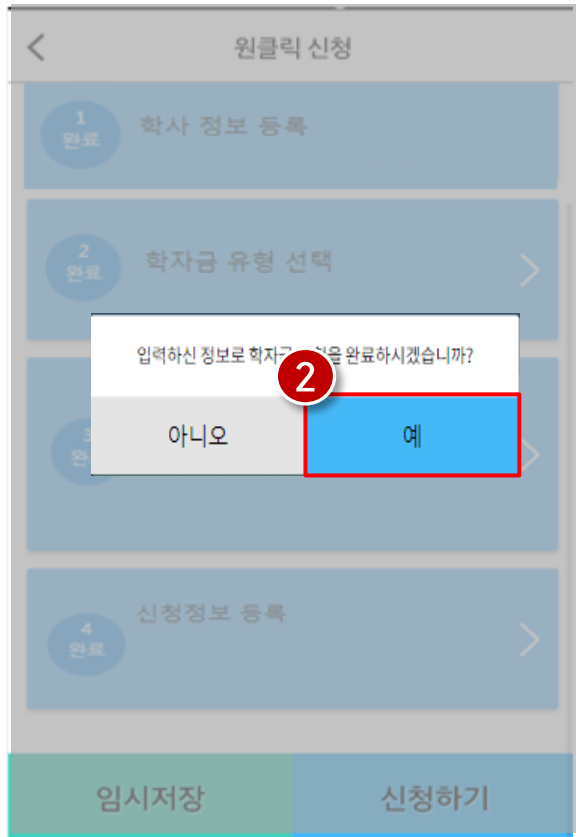 원클릭 신청
1
완료
학사 정보 등록
2
완료
학자금 유형 선택
입력하신 정보로 학자 을 완료하시겠습니까?
2
아니오
예
3
신청정보 등록
4
완료
임시저장
신청하기